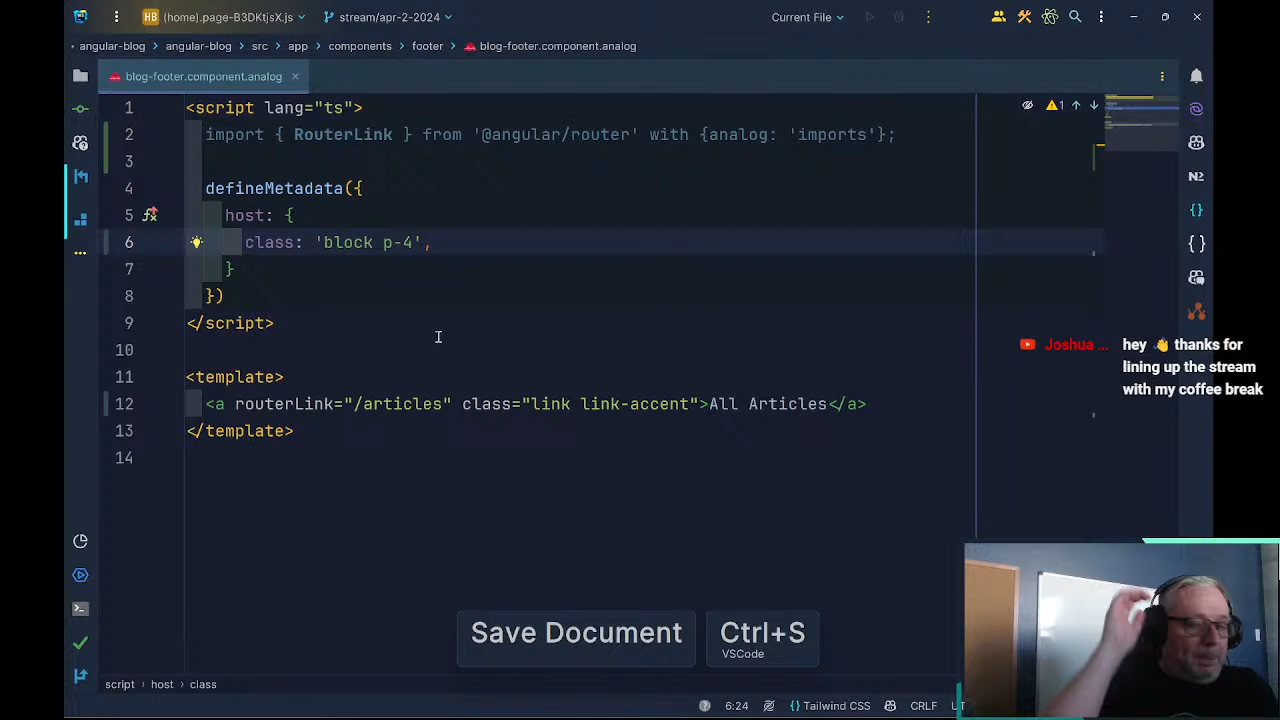 HB (home).page-B3DKtjsX.js
stream/apr-2-2024
Current File
angular-blog > angular-blog > src > app > components > footer > blog-footer.component.analog
blog-footer.component.analog
1 <script lang="ts">
2 import { RouterLink } from '@angular/router' with {analog: 'imports'};
3
4 defineMetadata({
5 host: {
6 class: 'block p-4',
7 }
8 })
9 </script>
10
11 <template>
12 <a routerLink="/articles" class="link link-accent">All Articles</a>
13 </template>
14
1
N2
Joshua ...
hey 👋 thanks for
lining up the stream
with my coffee break
Save Document
Ctrl+S
VSCode
script > host > class
6:24
{} Tailwind CSS
CRLF